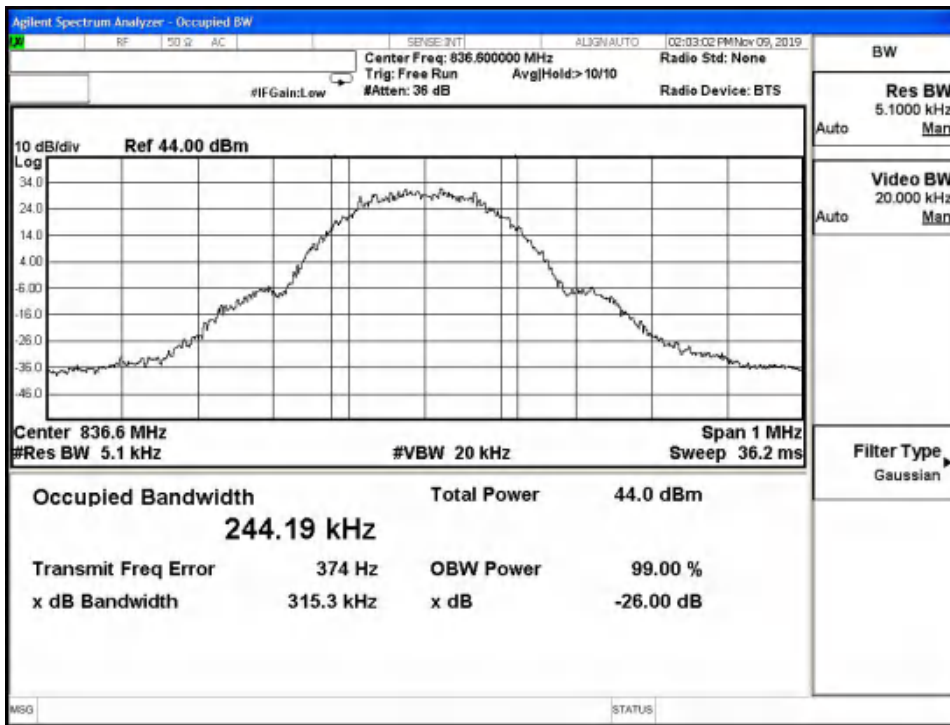 Agilent Spectrum Analyzer - Occupied BW
RF 50 Ω AC SENSE:INT ALIGN AUTO 02:03:02 PM Nov 09, 2019
Center Freq: 836.600000 MHz Radio Std: None
Trig: Free Run Avg|Hold:>10/10
#IFGain:Low #Atten: 36 dB Radio Device: BTS
10 dB/div Ref 44.00 dBm
Log
34.0
24.0
14.0
4.00
-6.00
-16.0
-26.0
-36.0
-46.0
Center 836.6 MHz Span 1 MHz
#Res BW 5.1 kHz #VBW 20 kHz Sweep 36.2 ms
Occupied Bandwidth Total Power 44.0 dBm
244.19 kHz
Transmit Freq Error 374 Hz OBW Power 99.00 %
x dB Bandwidth 315.3 kHz x dB -26.00 dB
MSG STATUS
BW
Res BW
5.1000 kHz
Auto Man
Video BW
20.000 kHz
Auto Man
Filter Type
Gaussian